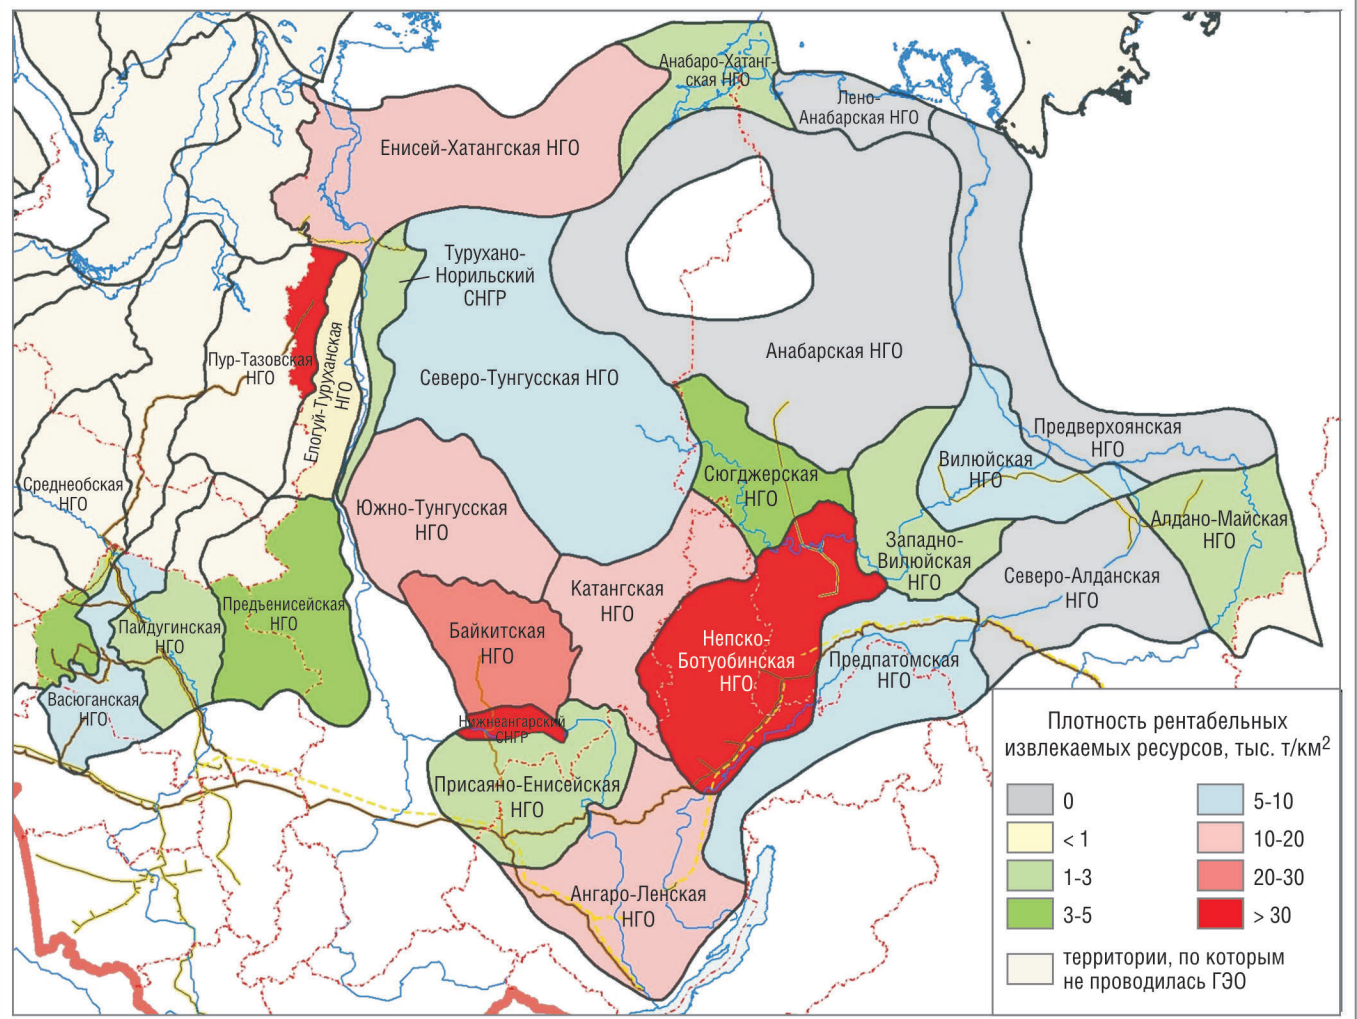 Анабаро-Хатанг-
ская НГО
Лено-
Анабарская НГО
Енисей-Хатангская НГО
Турухано-
Норильский
СНГР
Анабарская НГО
Пур-Тазовская
НГО
Елогуй-Туруханская
НГО
Северо-Тунгусская НГО
Предверхоянская
НГО
Вилюйская
НГО
Сюгджерская
НГО
Среднеобская
НГО
Южно-Тунгусская
НГО
Алдано-Майская
НГО
Западно-
Вилюйская
НГО
Северо-Алданская
НГО
Катангская
НГО
Предъенисейская
НГО
Пайдугинская
НГО
Байкитская
НГО
Непско-
Ботуобинская
НГО
Предпатомская
НГО
Васюганская
НГО
Нижнеангарский
СНГР
Присаяно-Енисейская
НГО
Ангаро-Ленская
НГО
Плотность рентабельных
извлекаемых ресурсов, тыс. т/км2
0
< 1
1-3
3-5
5-10
10-20
20-30
> 30
территории, по которым
не проводилась ГЭО